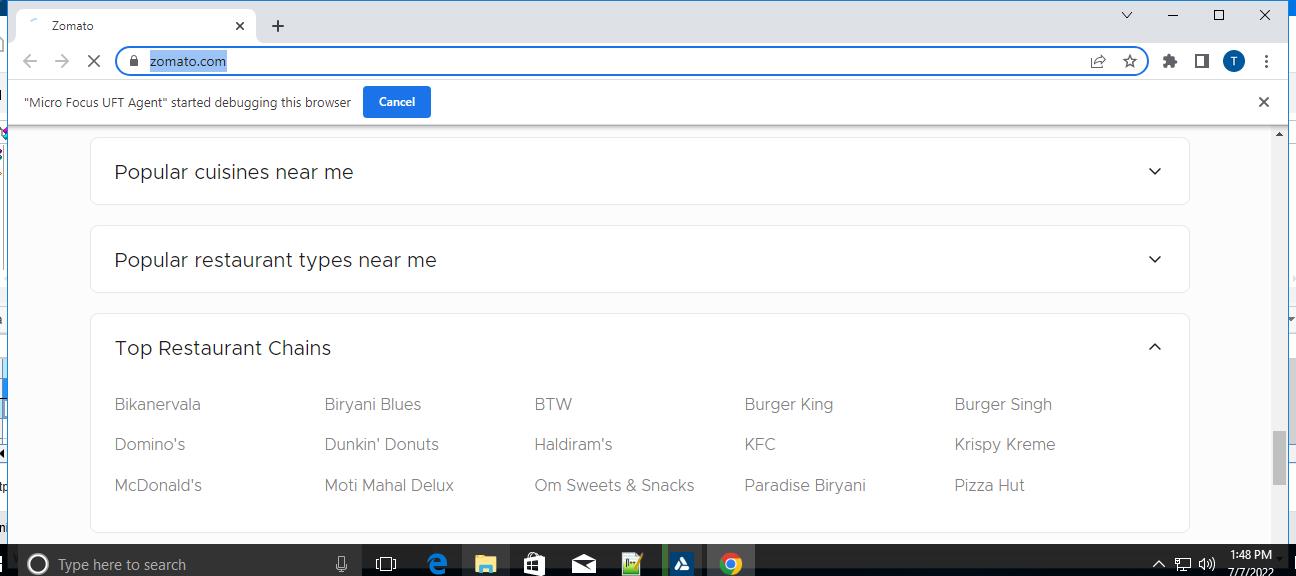 Zomato
zomato.com
T
"Micro Focus UFT Agent" started debugging this browser Cancel
Popular cuisines near me
Popular restaurant types near me
Top Restaurant Chains
Bikanervala Biryani Blues BTW Burger King Burger Singh
Domino's Dunkin' Donuts Haldiram's KFC Krispy Kreme
McDonald's Moti Mahal Delux Om Sweets & Snacks Paradise Biryani Pizza Hut
Type here to search
1:48 PM
7/7/2022